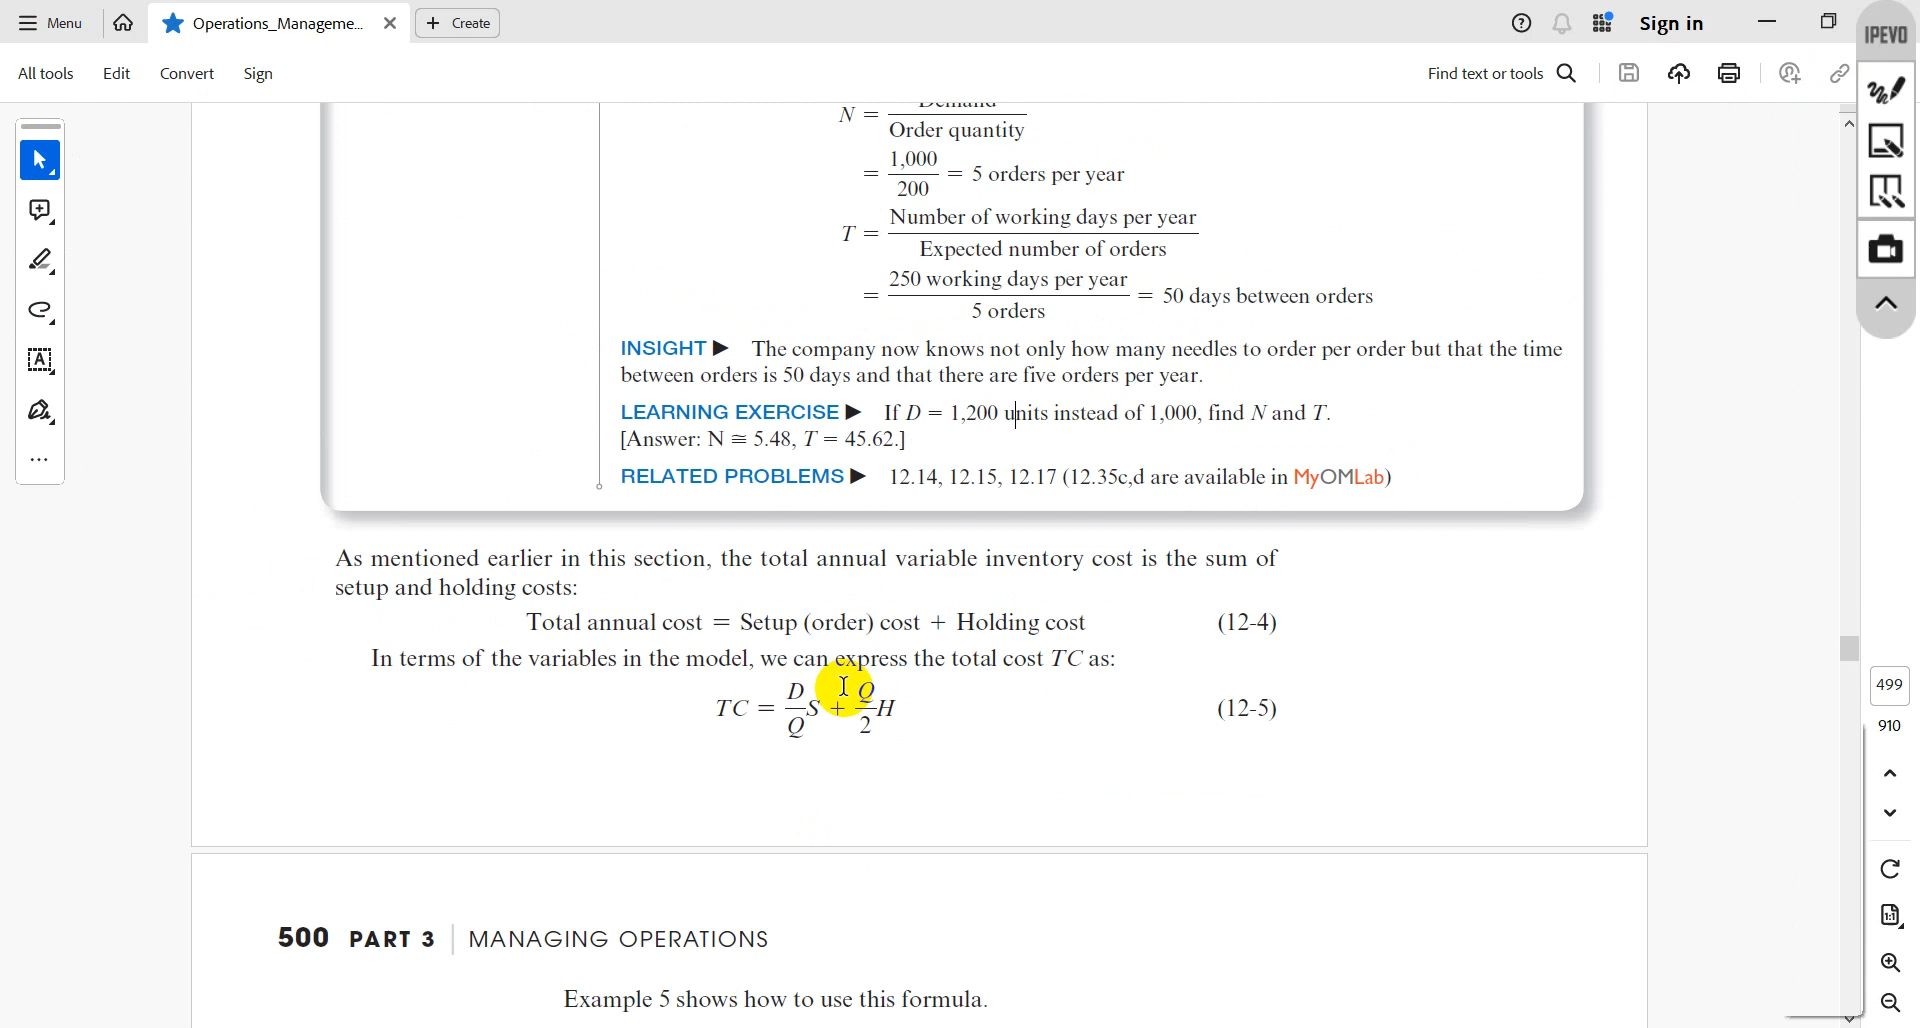 Menu
Operations_Manageme...
Create
Sign in
IPEVO
All tools
Edit
Convert
Sign
Find text or tools
N = Demand / Order quantity
= 1,000 / 200 = 5 orders per year
T = Number of working days per year / Expected number of orders
= 250 working days per year / 5 orders = 50 days between orders
INSIGHT ▶ The company now knows not only how many needles to order per order but that the time
between orders is 50 days and that there are five orders per year.
LEARNING EXERCISE ▶ If D = 1,200 units instead of 1,000, find N and T.
[Answer: N ≅ 5.48, T = 45.62.]
RELATED PROBLEMS ▶ 12.14, 12.15, 12.17 (12.35c,d are available in MyOMLab)
As mentioned earlier in this section, the total annual variable inventory cost is the sum of
setup and holding costs:
Total annual cost = Setup (order) cost + Holding cost (12-4)
In terms of the variables in the model, we can express the total cost TC as:
TC = D/Q S + Q/2 H (12-5)
499
910
500 PART 3 | MANAGING OPERATIONS
Example 5 shows how to use this formula.